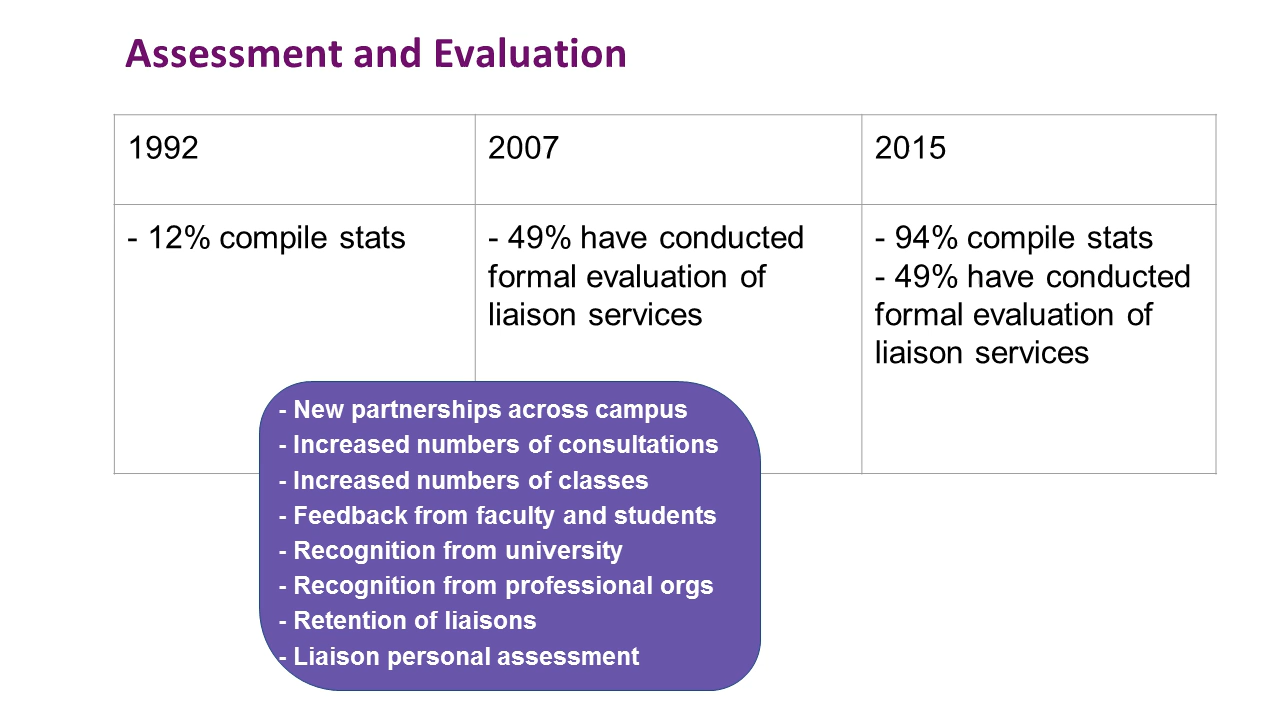 Assessment and Evaluation
1992
2007
2015
- 12% compile stats
- 49% have conducted
formal evaluation of
liaison services
- 94% compile stats
- 49% have conducted
formal evaluation of
liaison services
- New partnerships across campus
- Increased numbers of consultations
- Increased numbers of classes
- Feedback from faculty and students
- Recognition from university
- Recognition from professional orgs
- Retention of liaisons
- Liaison personal assessment